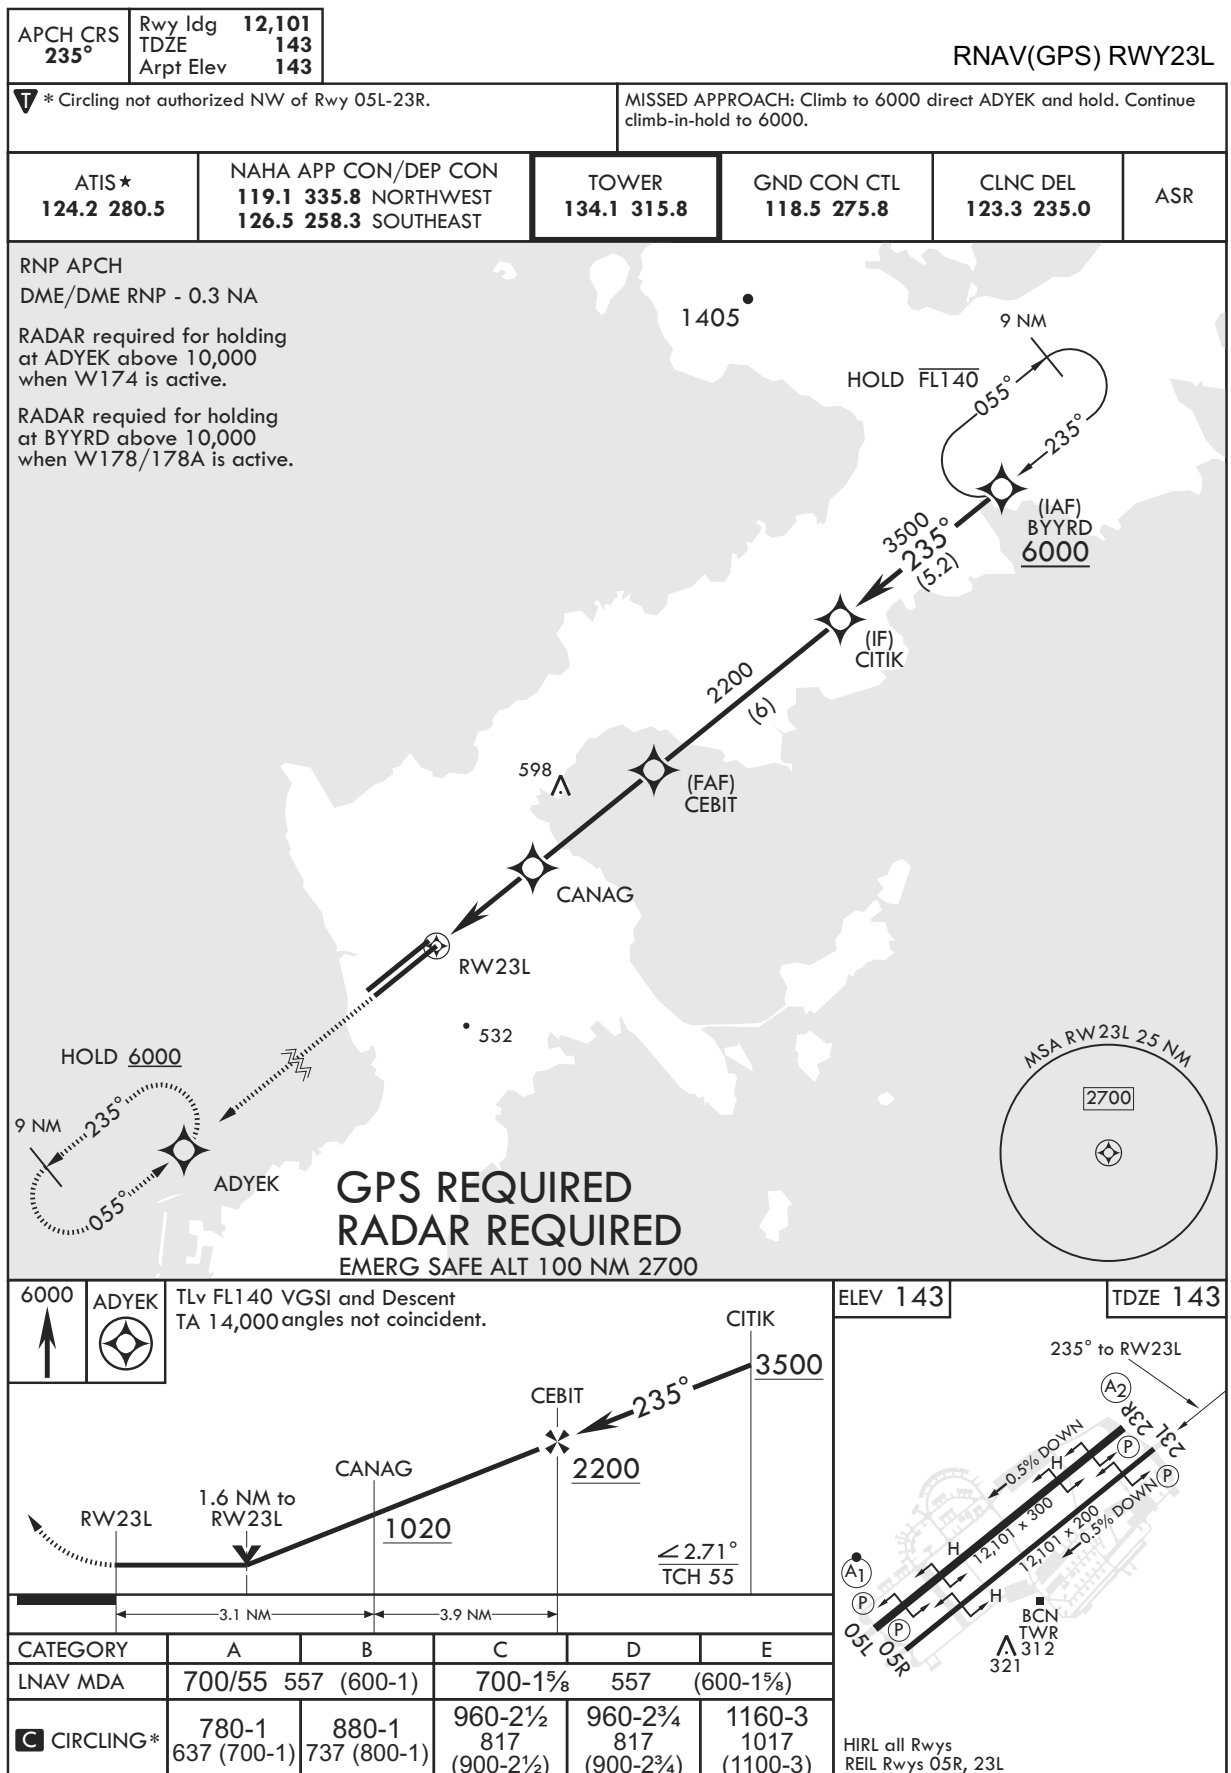 APCH CRS
235°
Rwy ldg 12,101
TDZE 143
Arpt Elev 143
RNAV(GPS) RWY23L
T * Circling not authorized NW of Rwy 05L-23R.
MISSED APPROACH: Climb to 6000 direct ADYEK and hold. Continue
climb-in-hold to 6000.
ATIS★
124.2 280.5
NAHA APP CON/DEP CON
119.1 335.8 NORTHWEST
126.5 258.3 SOUTHEAST
TOWER
134.1 315.8
GND CON CTL
118.5 275.8
CLNC DEL
123.3 235.0
ASR
RNP APCH
DME/DME RNP - 0.3 NA
RADAR required for holding
at ADYEK above 10,000
when W174 is active.
RADAR requied for holding
at BYYRD above 10,000
when W178/178A is active.
1405
9 NM
HOLD FL140
055°
235°
(IAF)
BYYRD
6000
3500
235°
(5.2)
(IF)
CITIK
2200
(6)
598
(FAF)
CEBIT
CANAG
RW23L
532
HOLD 6000
9 NM
235°
055°
ADYEK
MSA RW23L 25 NM
2700
GPS REQUIRED
RADAR REQUIRED
EMERG SAFE ALT 100 NM 2700
6000
ADYEK
TLv FL140 VGSI and Descent
TA 14,000 angles not coincident.
CITIK
3500
235°
CEBIT
2200
CANAG
1020
1.6 NM to
RW23L
RW23L
2.71°
TCH 55
3.1 NM
3.9 NM
ELEV 143
TDZE 143
235° to RW23L
A2
23R
23L
P
P
0.5% DOWN
H
12,101 x 300
12,101 x 200
0.5% DOWN
H
H
A1
P
P
05L
05R
BCN
TWR
312
321
HIRL all Rwys
REIL Rwys 05R, 23L
CATEGORY A B C D E
LNAV MDA 700/55 557 (600-1) 700-1⅝ 557 (600-1⅝)
C CIRCLING*
780-1
637 (700-1)
880-1
737 (800-1)
960-2½
817
(900-2½)
960-2¾
817
(900-2¾)
1160-3
1017
(1100-3)